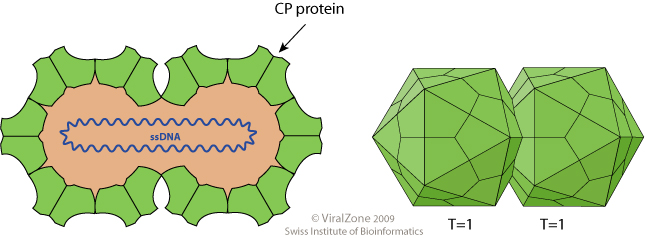 CP protein
ssDNA
© ViralZone 2009
Swiss Institute of Bioinformatics
T=1
T=1